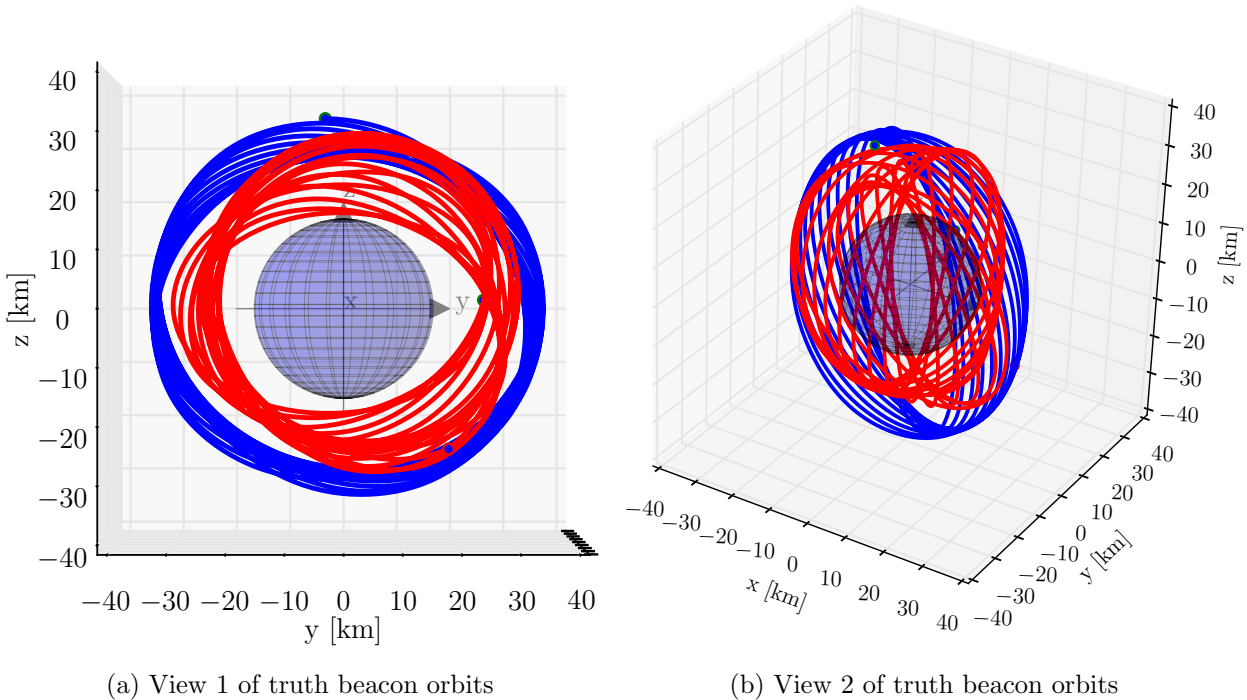 40
30
20
10
0
−10
−20
−30
−40
z [km]
z
x
y
−40 −30 −20 −10 0 10 20 30 40
y [km]
(a) View 1 of truth beacon orbits
40
30
20
10
0
−10
−20
−30
−40
z [km]
−40 −30 −20 −10 0 10 20 30 40
x [km]
−40 −30 −20 −10 0 10 20 30 40
y [km]
(b) View 2 of truth beacon orbits